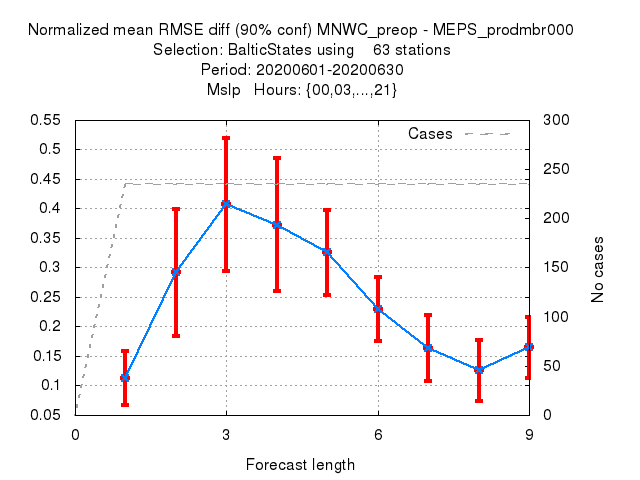 Normalized mean RMSE diff (90% conf) MNWC_preop - MEPS_prodmbr000
Selection: BalticStates using 63 stations
Period: 20200601-20200630
Mslp Hours: {00,03,...,21}
Cases
0.55
0.5
0.45
0.4
0.35
0.3
0.25
0.2
0.15
0.1
0.05
300
250
200
150
100
50
0
No cases
0 3 6 9
Forecast length